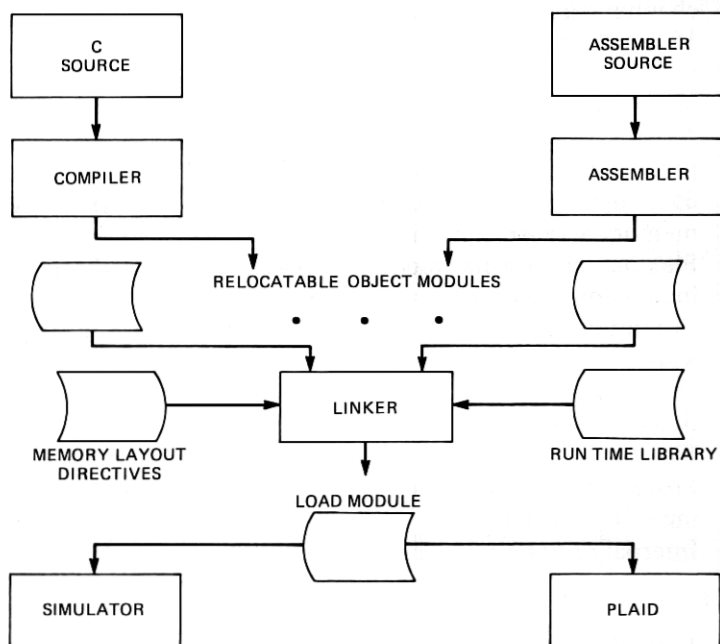 C
SOURCE
ASSEMBLER
SOURCE
COMPILER
ASSEMBLER
RELOCATABLE OBJECT MODULES
LINKER
MEMORY LAYOUT
DIRECTIVES
RUN TIME LIBRARY
LOAD MODULE
SIMULATOR
PLAID